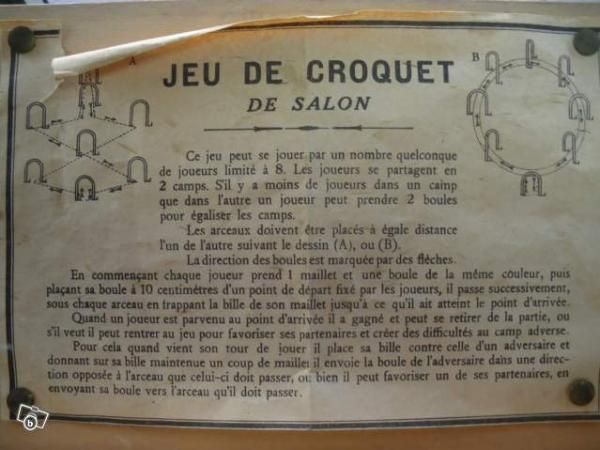 A
B
JEU DE CROQUET
DE SALON
Ce jeu peut se jouer par un nombre quelconque
de joueurs limité à 8. Les joueurs se partagent en
2 camps. S'il y a moins de joueurs dans un camp
que dans l'autre un joueur peut prendre 2 boules
pour égaliser les camps.
Les arceaux doivent être placés à égale distance
l'un de l'autre suivant le dessin (A), ou (B).
La direction des boules est marquée par des flèches.
En commençant chaque joueur prend 1 maillet et une boule de la même couleur, puis
plaçant sa boule à 10 centimètres d'un point de départ fixé par les joueurs, il passe successivement,
sous chaque arceau en frappant la bille de son maillet jusqu'à ce qu'il ait atteint le point d'arrivée.
Quand un joueur est parvenu au point d'arrivée il a gagné et peut se retirer de la partie, ou
s'il veut il peut rentrer au jeu pour favoriser ses partenaires et créer des difficultés au camp adverse.
Pour cela quand vient son tour de jouer il place sa bille contre celle d'un adversaire et
donnant sur sa bille maintenue un coup de maillet il envoie la boule de l'adversaire dans une direc-
tion opposée à l'arceau que celui-ci doit passer, ou bien il peut favoriser un de ses partenaires, en
envoyant sa boule vers l'arceau qu'il doit passer.
6